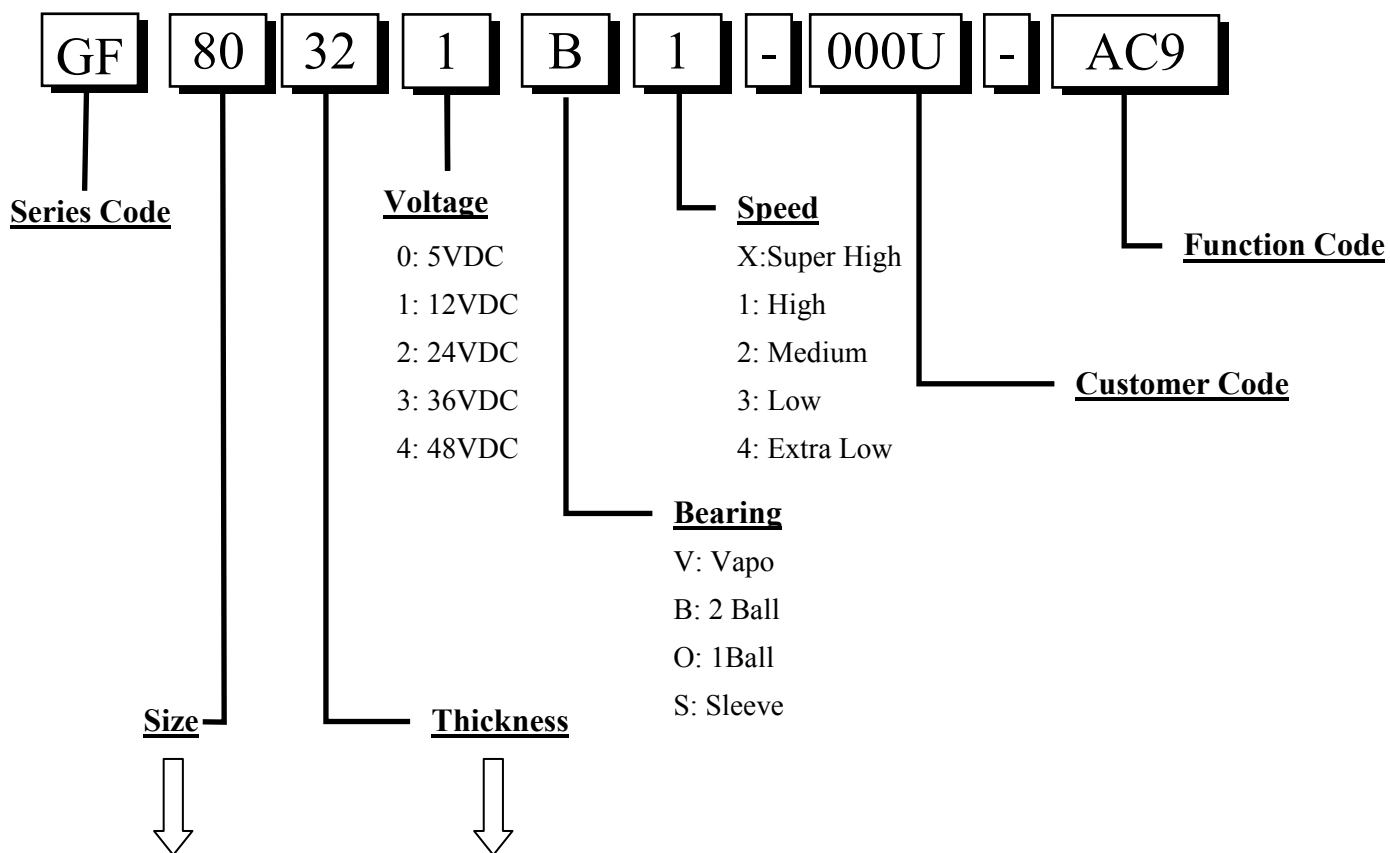 GF 80 32 1 B 1 - 000U - AC9
Series Code
Voltage
0: 5VDC
1: 12VDC
2: 24VDC
3: 36VDC
4: 48VDC
Speed
X:Super High
1: High
2: Medium
3: Low
4: Extra Low
Function Code
Customer Code
Bearing
V: Vapo
B: 2 Ball
O: 1Ball
S: Sleeve
Size
Thickness